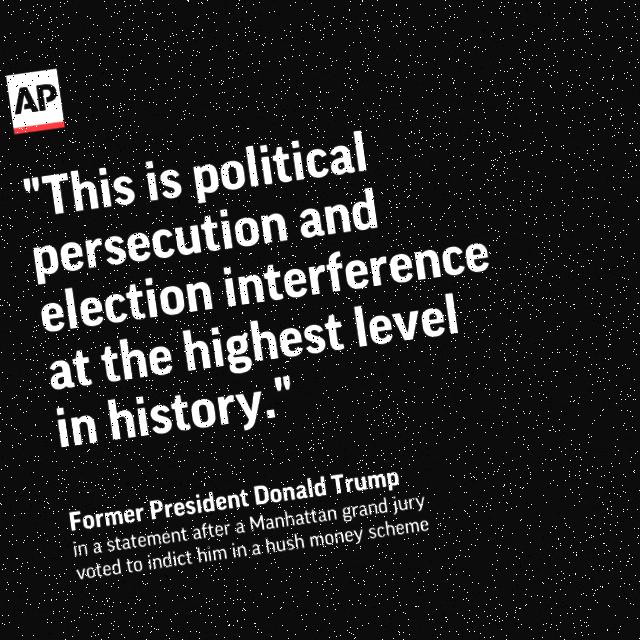 AP
"This is political
persecution and
election interference
at the highest level
in history."
Former President Donald Trump
in a statement after a Manhattan grand jury
voted to indict him in a hush money scheme